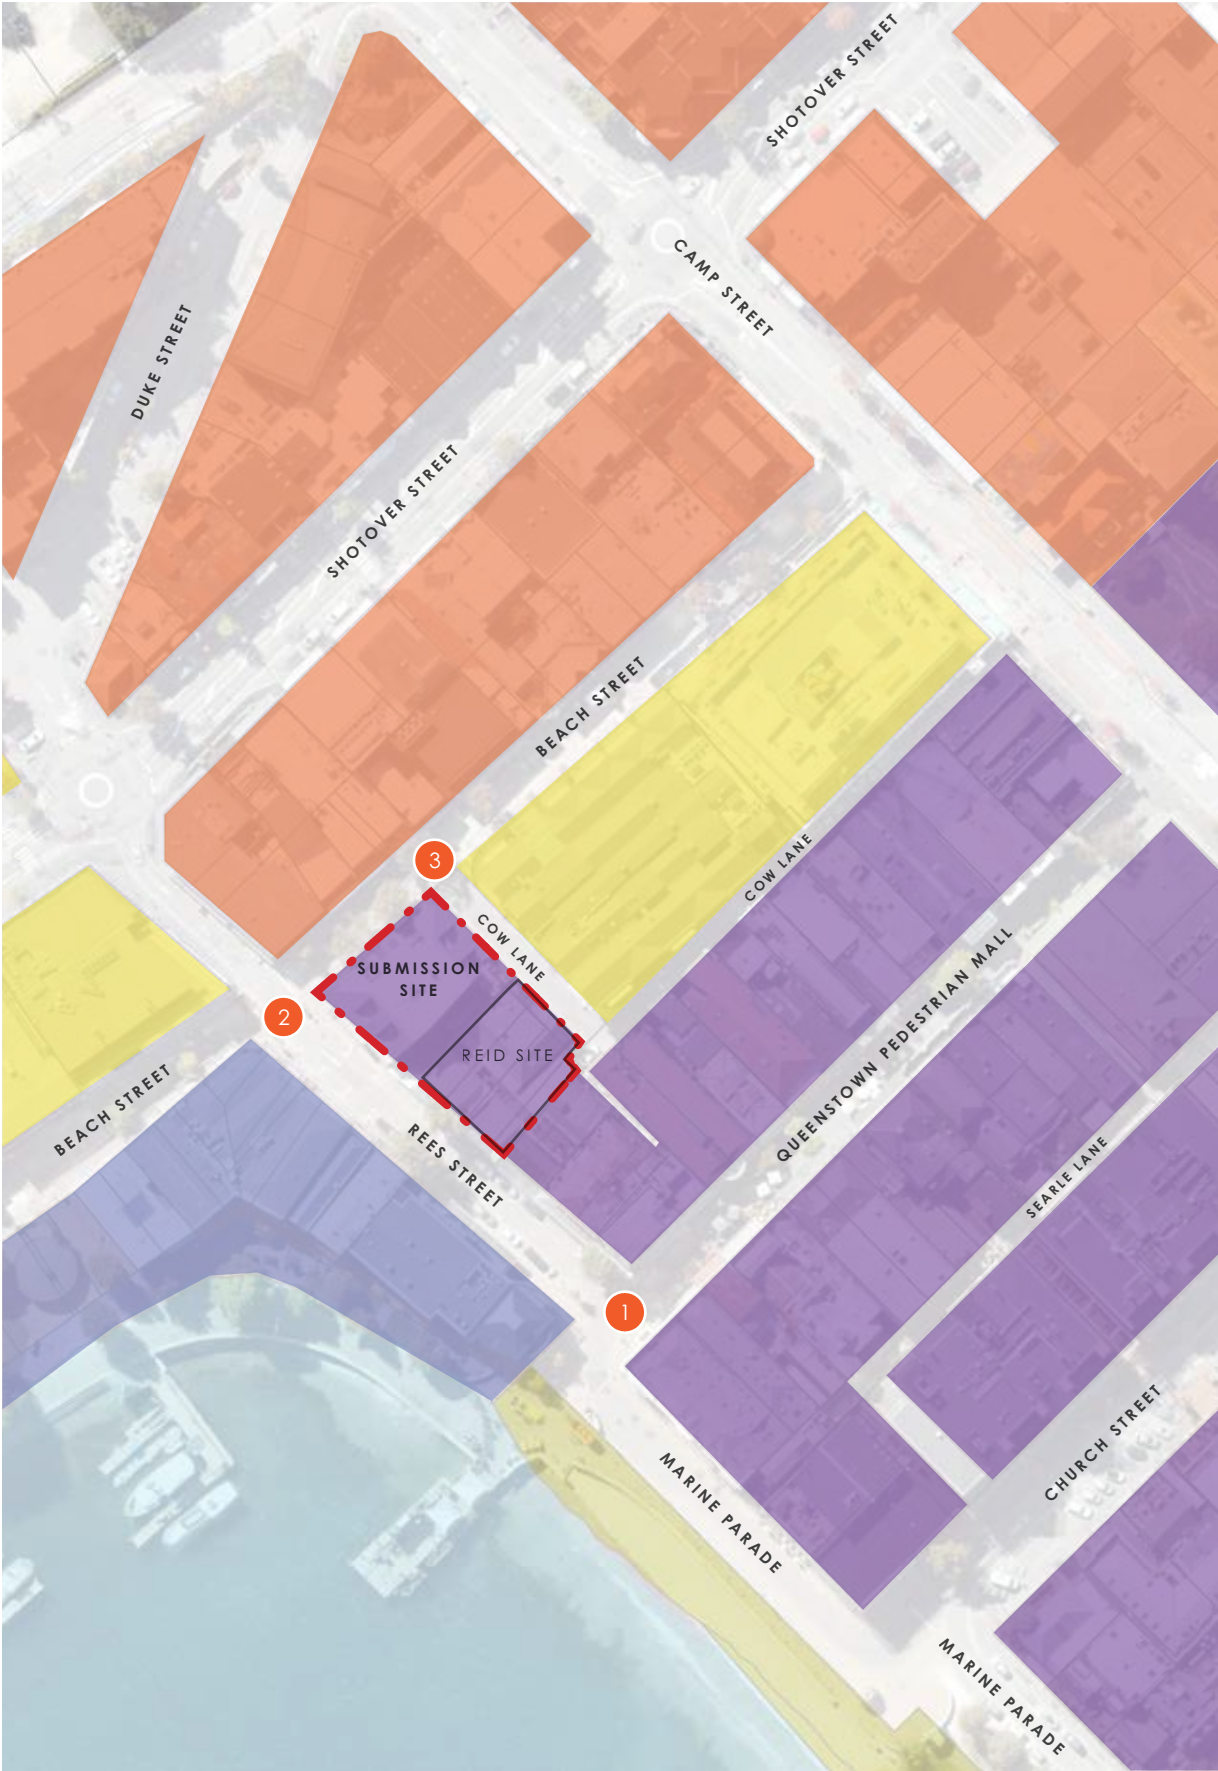 SHOTOVER STREET
CAMP STREET
DUKE STREET
SHOTOVER STREET
BEACH STREET
COW LANE
3
COW LANE
SUBMISSION
SITE
2
REID SITE
QUEENSTOWN PEDESTRIAN MALL
BEACH STREET
REES STREET
SEARLE LANE
1
CHURCH STREET
MARINE PARADE
MARINE PARADE